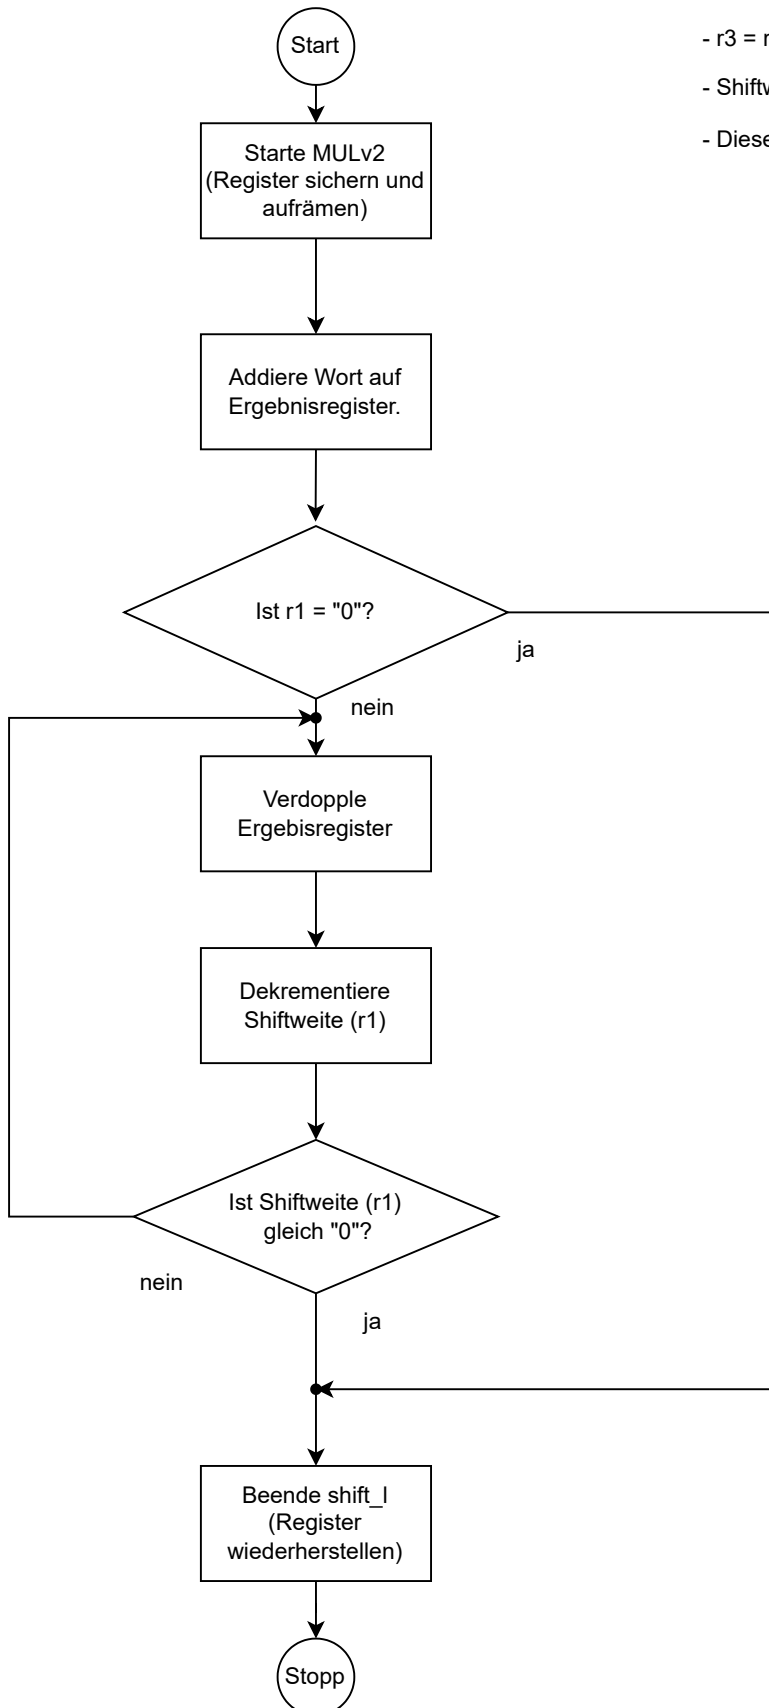 Start
- r3 =
-
-
Starte MULv2
(Register sichern und
aufrämen)
Addiere Wort auf
Ergebnisregister.
Ist r1 = "0"?
ja
nein
Verdopple
Ergebisregister
Dekrementiere
Shiftweite (r1)
Ist Shiftweite (r1)
gleich "0"?
nein
ja
Beende shift_l
(Register
wiederherstellen)
Stopp